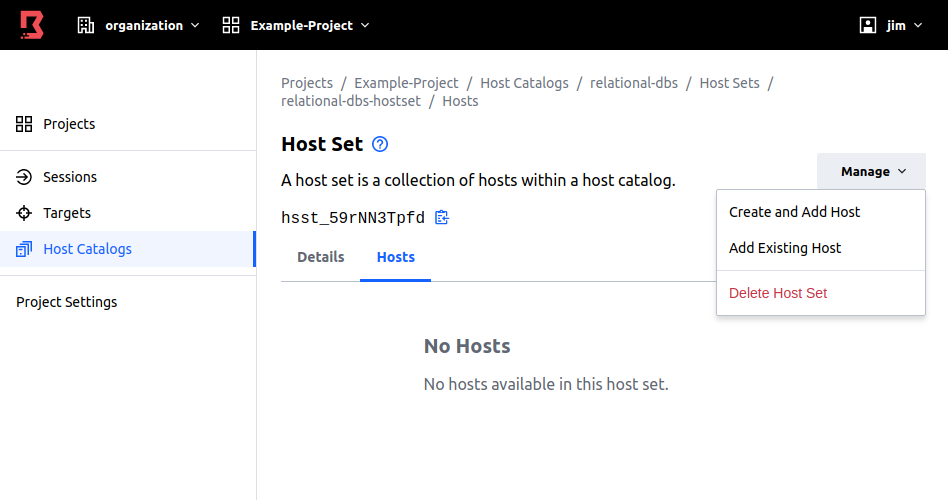 organization Example-Project jim
Projects / Example-Project / Host Catalogs / relational-dbs / Host Sets /
relational-dbs-hostset / Hosts
Projects
Host Set
Manage
Sessions
A host set is a collection of hosts within a host catalog.
Targets
hsst_59rNN3Tpfd
Create and Add Host
Host Catalogs
Details Hosts
Add Existing Host
Delete Host Set
Project Settings
No Hosts
No hosts available in this host set.